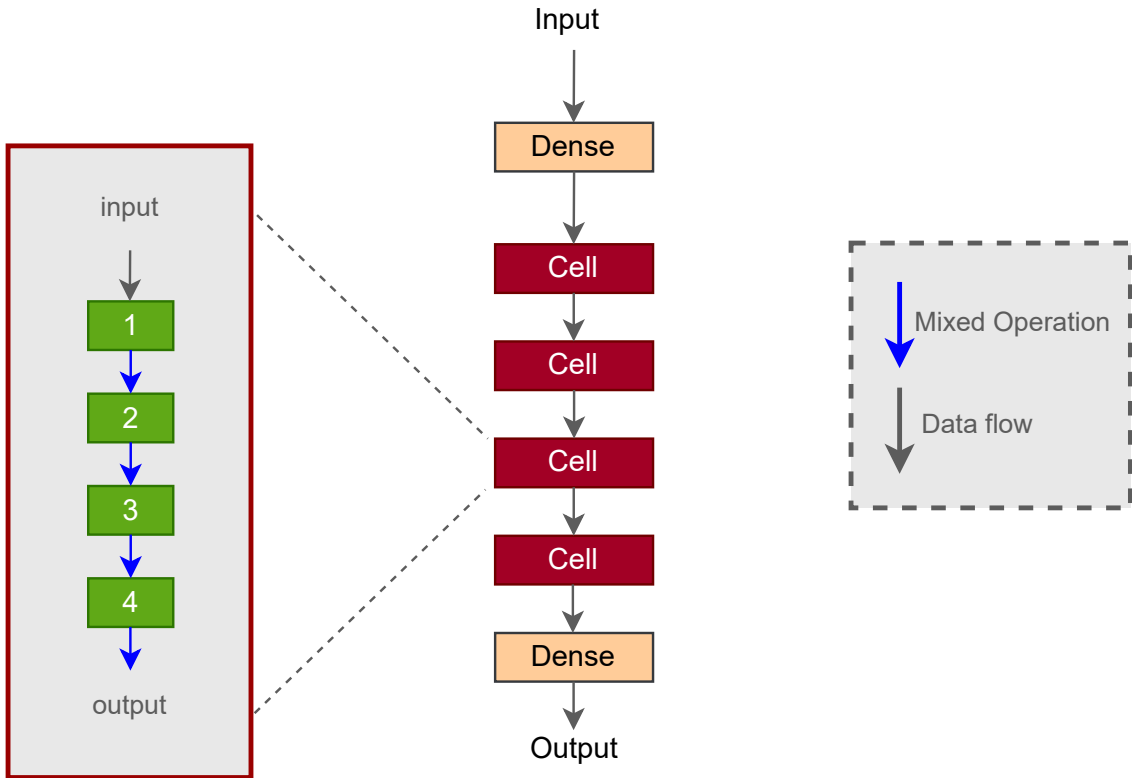 Input
Dense
Cell
Cell
Cell
Cell
Dense
Output
input
1
2
3
4
output
Mixed Operation
Data flow